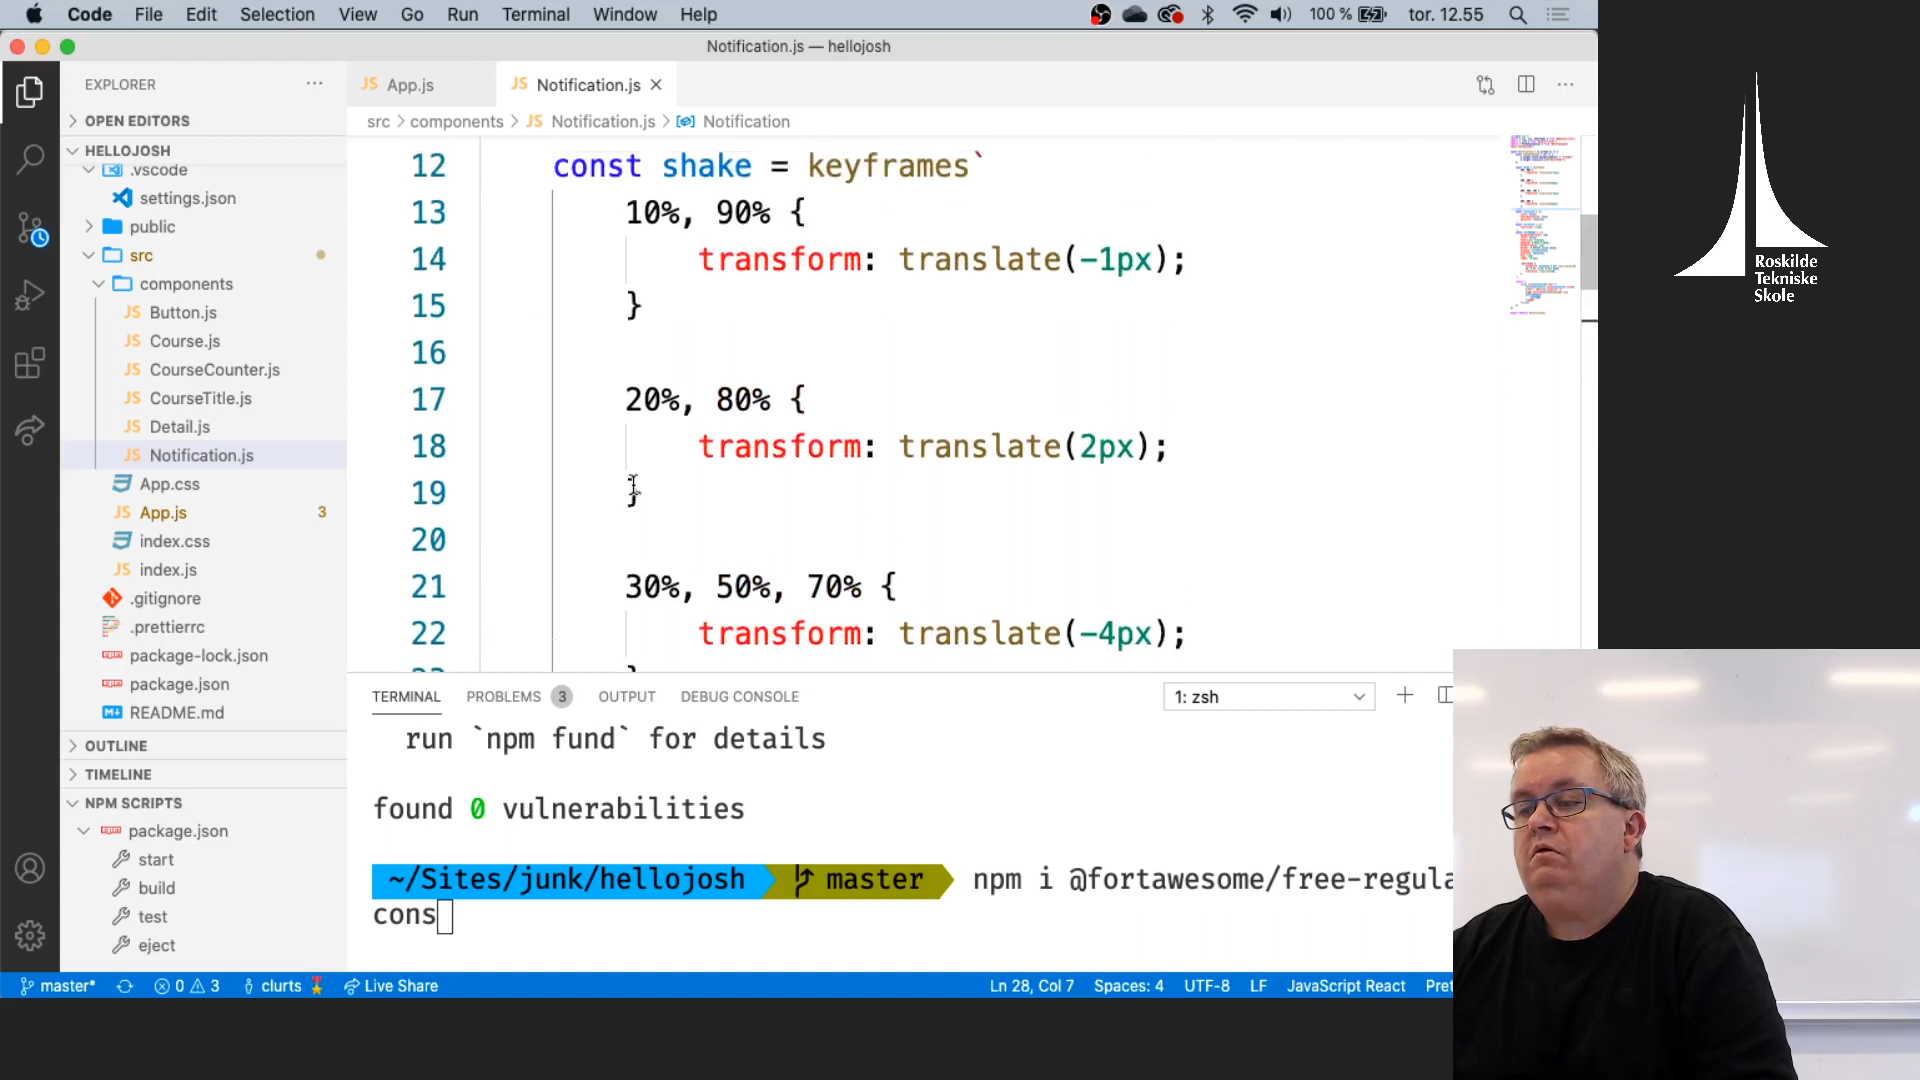 Code File Edit Selection View Go Run Terminal Window Help 100 % tor. 12.55
Notification.js — hellojosh
EXPLORER
OPEN EDITORS
HELLOJOSH
.vscode
settings.json
public
src
components
JS Button.js
JS Course.js
JS CourseCounter.js
JS CourseTitle.js
JS Detail.js
JS Notification.js
App.css
JS App.js 3
index.css
JS index.js
.gitignore
.prettierrc
package-lock.json
package.json
README.md
OUTLINE
TIMELINE
NPM SCRIPTS
package.json
start
build
test
eject
JS App.js JS Notification.js
src > components > JS Notification.js > Notification
12 const shake = keyframes`
13 10%, 90% {
14 transform: translate(-1px);
15 }
16
17 20%, 80% {
18 transform: translate(2px);
19 }
20
21 30%, 50%, 70% {
22 transform: translate(-4px);
TERMINAL PROBLEMS 3 OUTPUT DEBUG CONSOLE 1: zsh
run `npm fund` for details
found 0 vulnerabilities
~/Sites/junk/hellojosh master npm i @fortawesome/free-regula
cons
master* 0 3 clurts Live Share Ln 28, Col 7 Spaces: 4 UTF-8 LF JavaScript React Pret
Roskilde
Tekniske
Skole